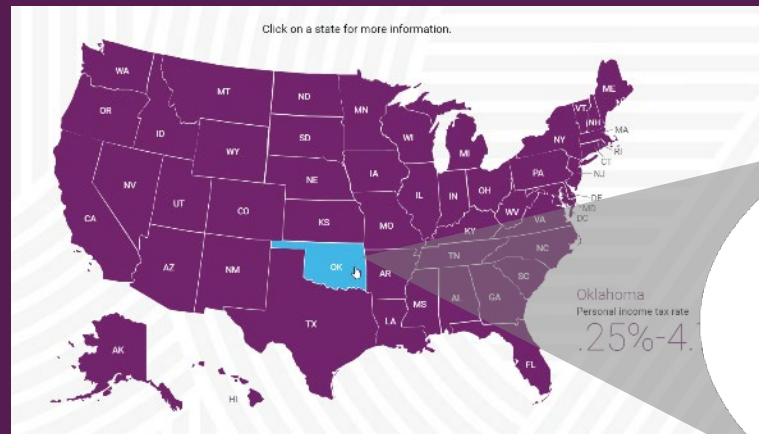 Click on a state for more information.
WA
MT
ND
MN
ME
OR
ID
SD
WI
MI
VT
NH
NY
MA
RI
CT
WY
IA
PA
NJ
NE
NV
UT
CO
IL
IN
OH
DE
MD
DC
CA
KS
MO
WV
VA
KY
AZ
NM
OK
AR
TN
NC
SC
MS
AL
GA
TX
LA
FL
AK
HI
Oklahoma
Personal income tax rate
.25%-4.